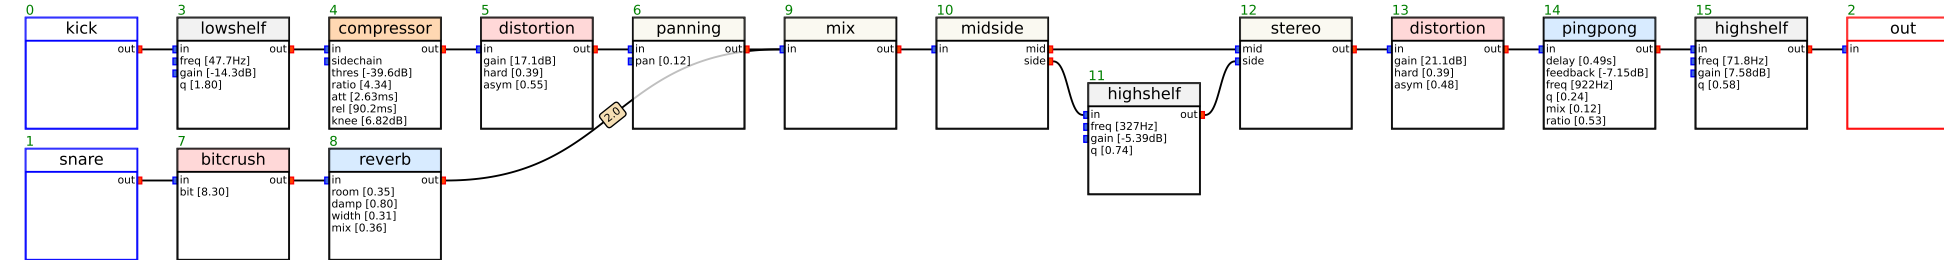 0
kick
out
3
lowshelf
in out
freq [47.7Hz]
gain [-14.3dB]
q [1.80]
4
compressor
in out
sidechain
thres [-39.6dB]
ratio [4.34]
att [2.63ms]
rel [90.2ms]
knee [6.82dB]
5
distortion
in out
gain [17.1dB]
hard [0.39]
asym [0.55]
6
panning
in out
pan [0.12]
9
mix
in out
10
midside
in mid
side
12
stereo
mid out
side
13
distortion
in out
gain [21.1dB]
hard [0.39]
asym [0.48]
14
pingpong
in out
delay [0.49s]
feedback [-7.15dB]
freq [922Hz]
q [0.24]
mix [0.12]
ratio [0.53]
15
highshelf
in out
freq [71.8Hz]
gain [7.58dB]
q [0.58]
2
out
in
11
highshelf
in out
freq [327Hz]
gain [-5.39dB]
q [0.74]
2.0
1
snare
out
7
bitcrush
in out
bit [8.30]
8
reverb
in out
room [0.35]
damp [0.80]
width [0.31]
mix [0.36]